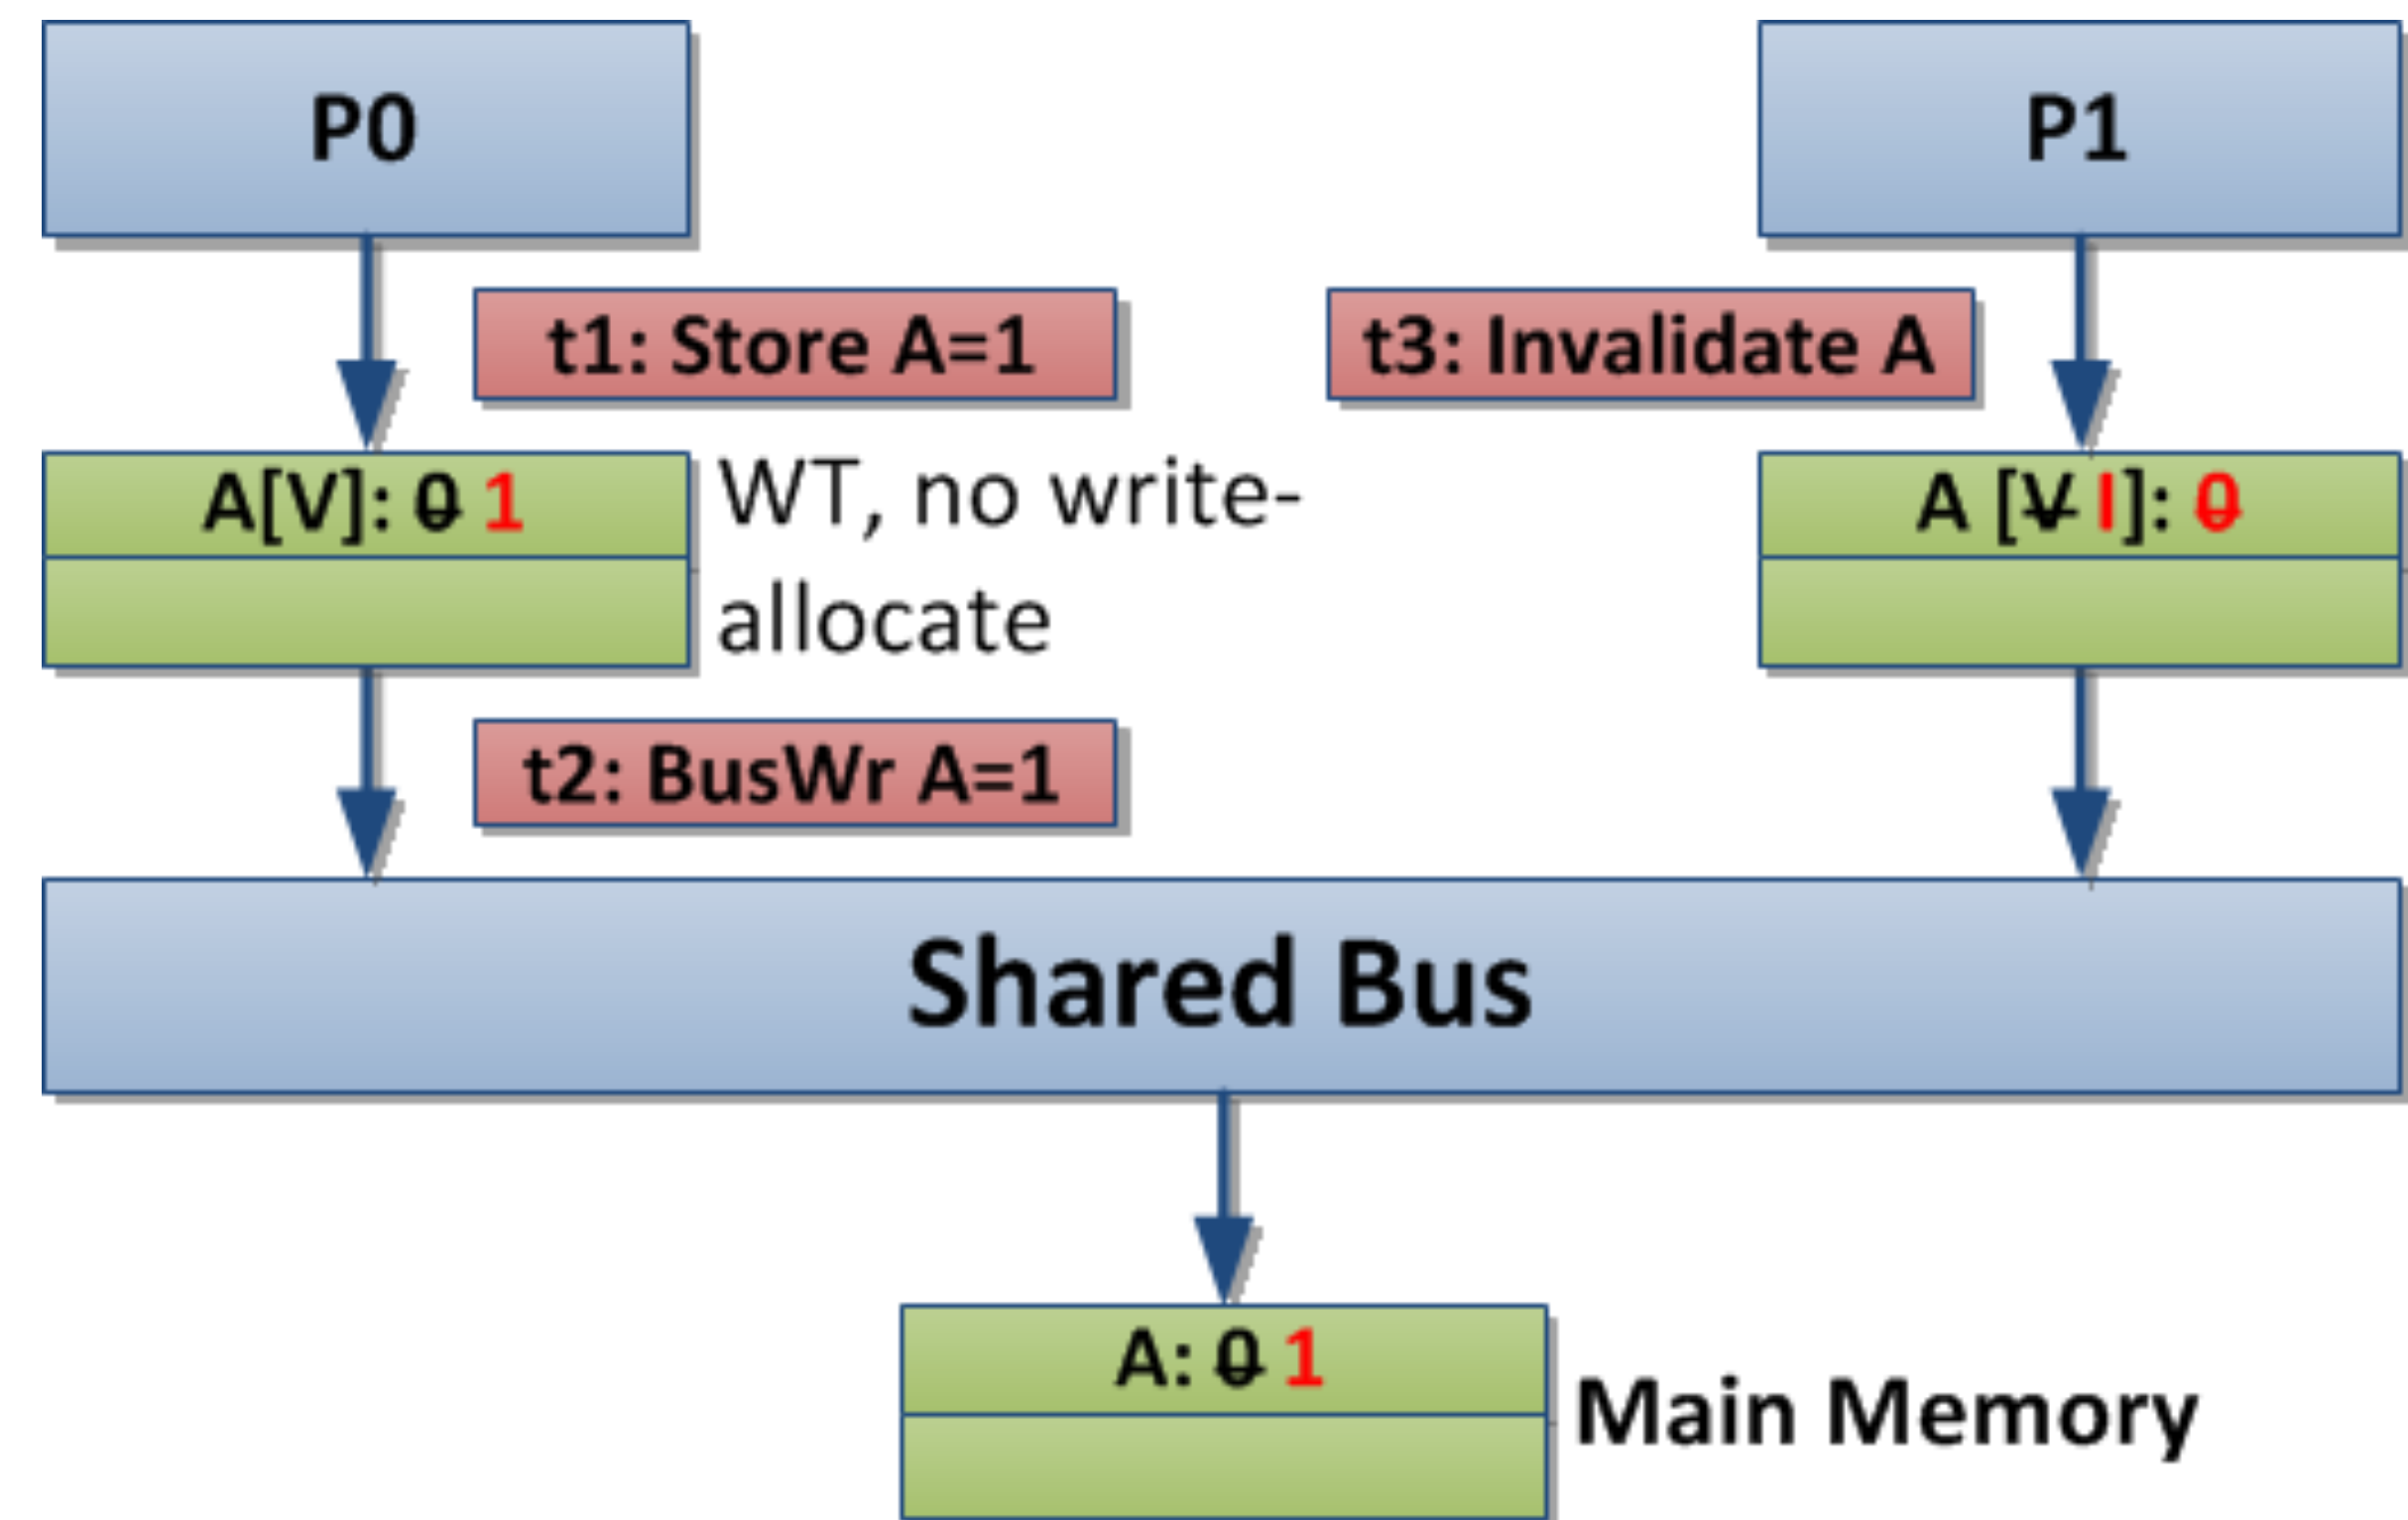 P0
P1
t1: Store A=1
t3: Invalidate A
A[V]: 0 1
WT, no write-
allocate
A [V I]: 0
t2: BusWr A=1
Shared Bus
A: 0 1
Main Memory